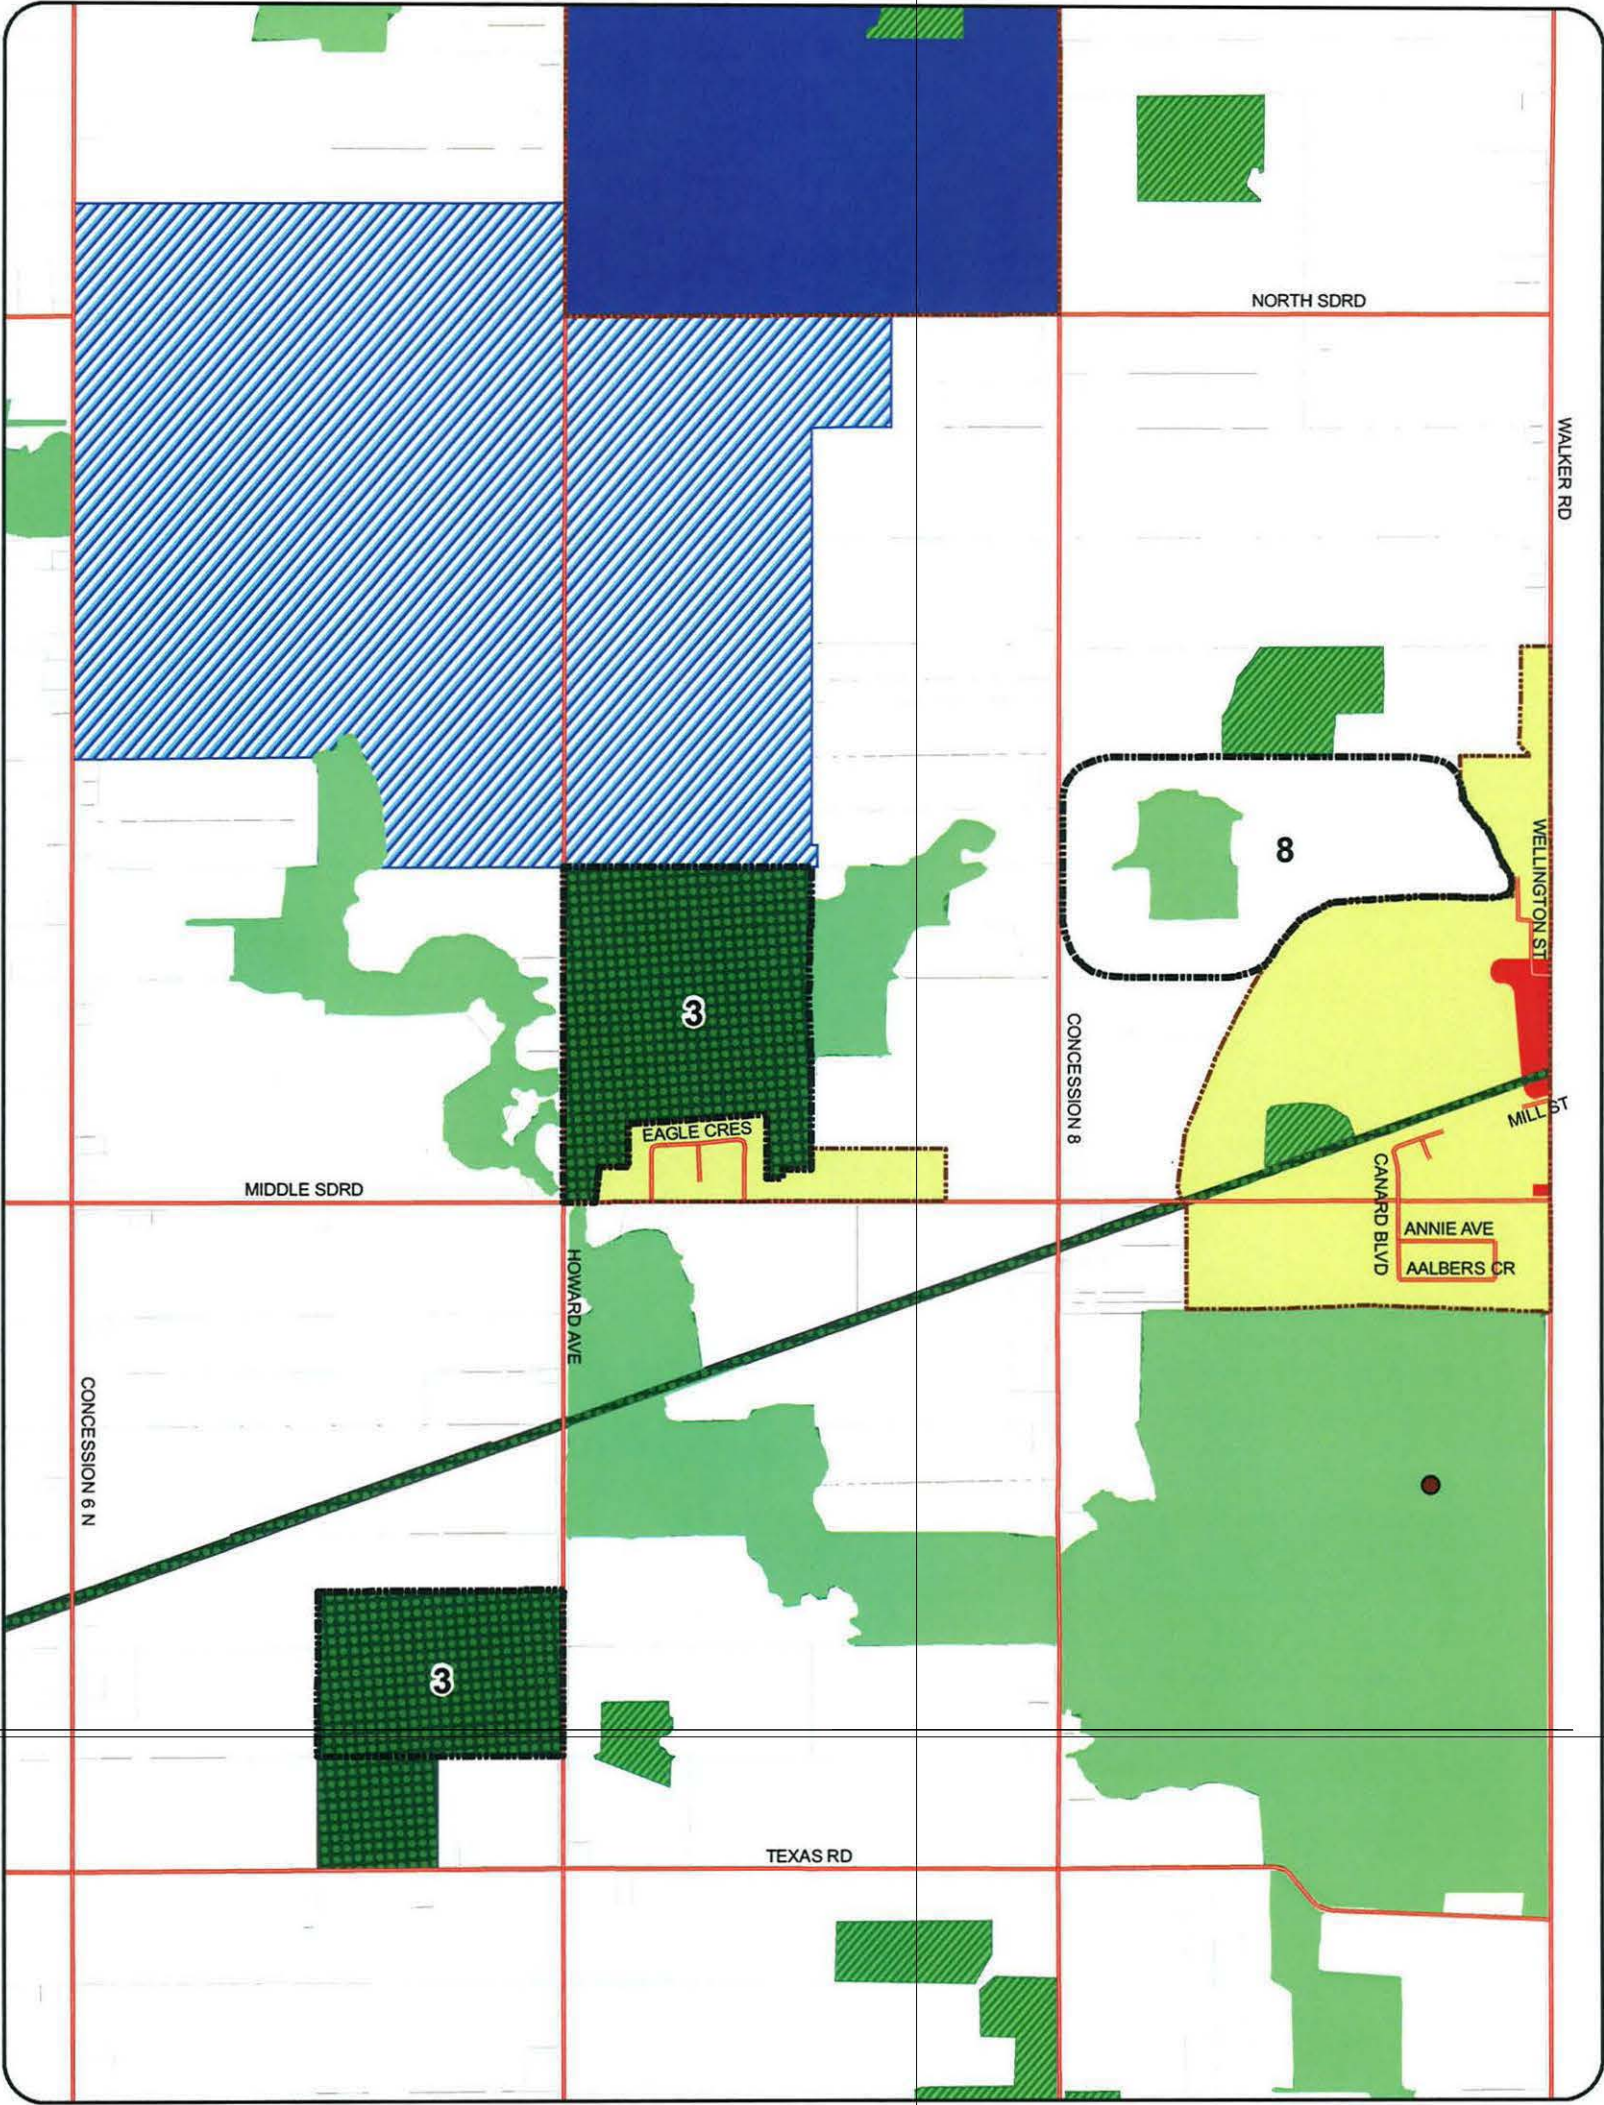 NORTH SDRD
WALKER RD
WELLINGTON ST
8
3
CONCESSION 8
MILL ST
EAGLE CRES
CANARD BLVD
MIDDLE SDRD
ANNIE AVE
AALBERS CR
HOWARD AVE
CONCESSION 6 N
3
TEXAS RD